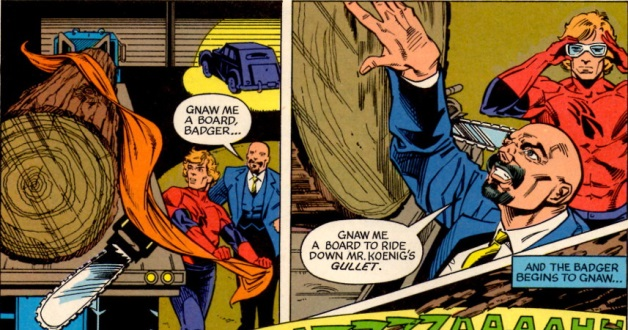 GNAW ME
A BOARD,
BADGER...
GNAW ME
A BOARD TO RIDE
DOWN MR. KOENIG'S
GULLET.
AND THE BADGER
BEGINS TO GNAW...